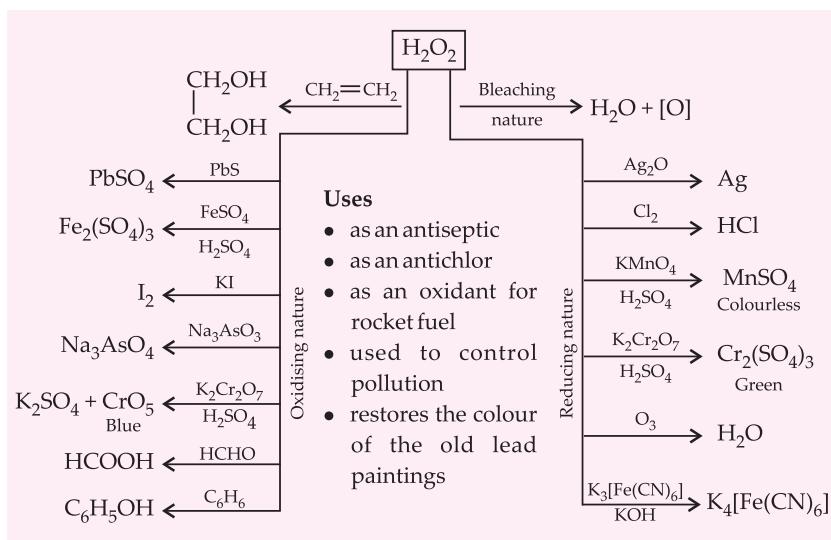 H₂O₂
CH₂OH
CH₂═CH₂
CH₂OH
Bleaching
nature
H₂O + [O]
PbSO₄
PbS
Fe₂(SO₄)₃
FeSO₄
H₂SO₄
I₂
KI
Na₃AsO₄
Na₃AsO₃
K₂SO₄ + CrO₅
Blue
K₂Cr₂O₇
H₂SO₄
HCOOH
HCHO
C₆H₅OH
C₆H₆
Oxidising nature
Uses
• as an antiseptic
• as an antichlor
• as an oxidant for
rocket fuel
• used to control
pollution
• restores the colour
of the old lead
paintings
Reducing nature
Ag₂O
Ag
Cl₂
HCl
KMnO₄
H₂SO₄
MnSO₄
Colourless
K₂Cr₂O₇
H₂SO₄
Cr₂(SO₄)₃
Green
O₃
H₂O
K₃[Fe(CN)₆]
KOH
K₄[Fe(CN)₆]